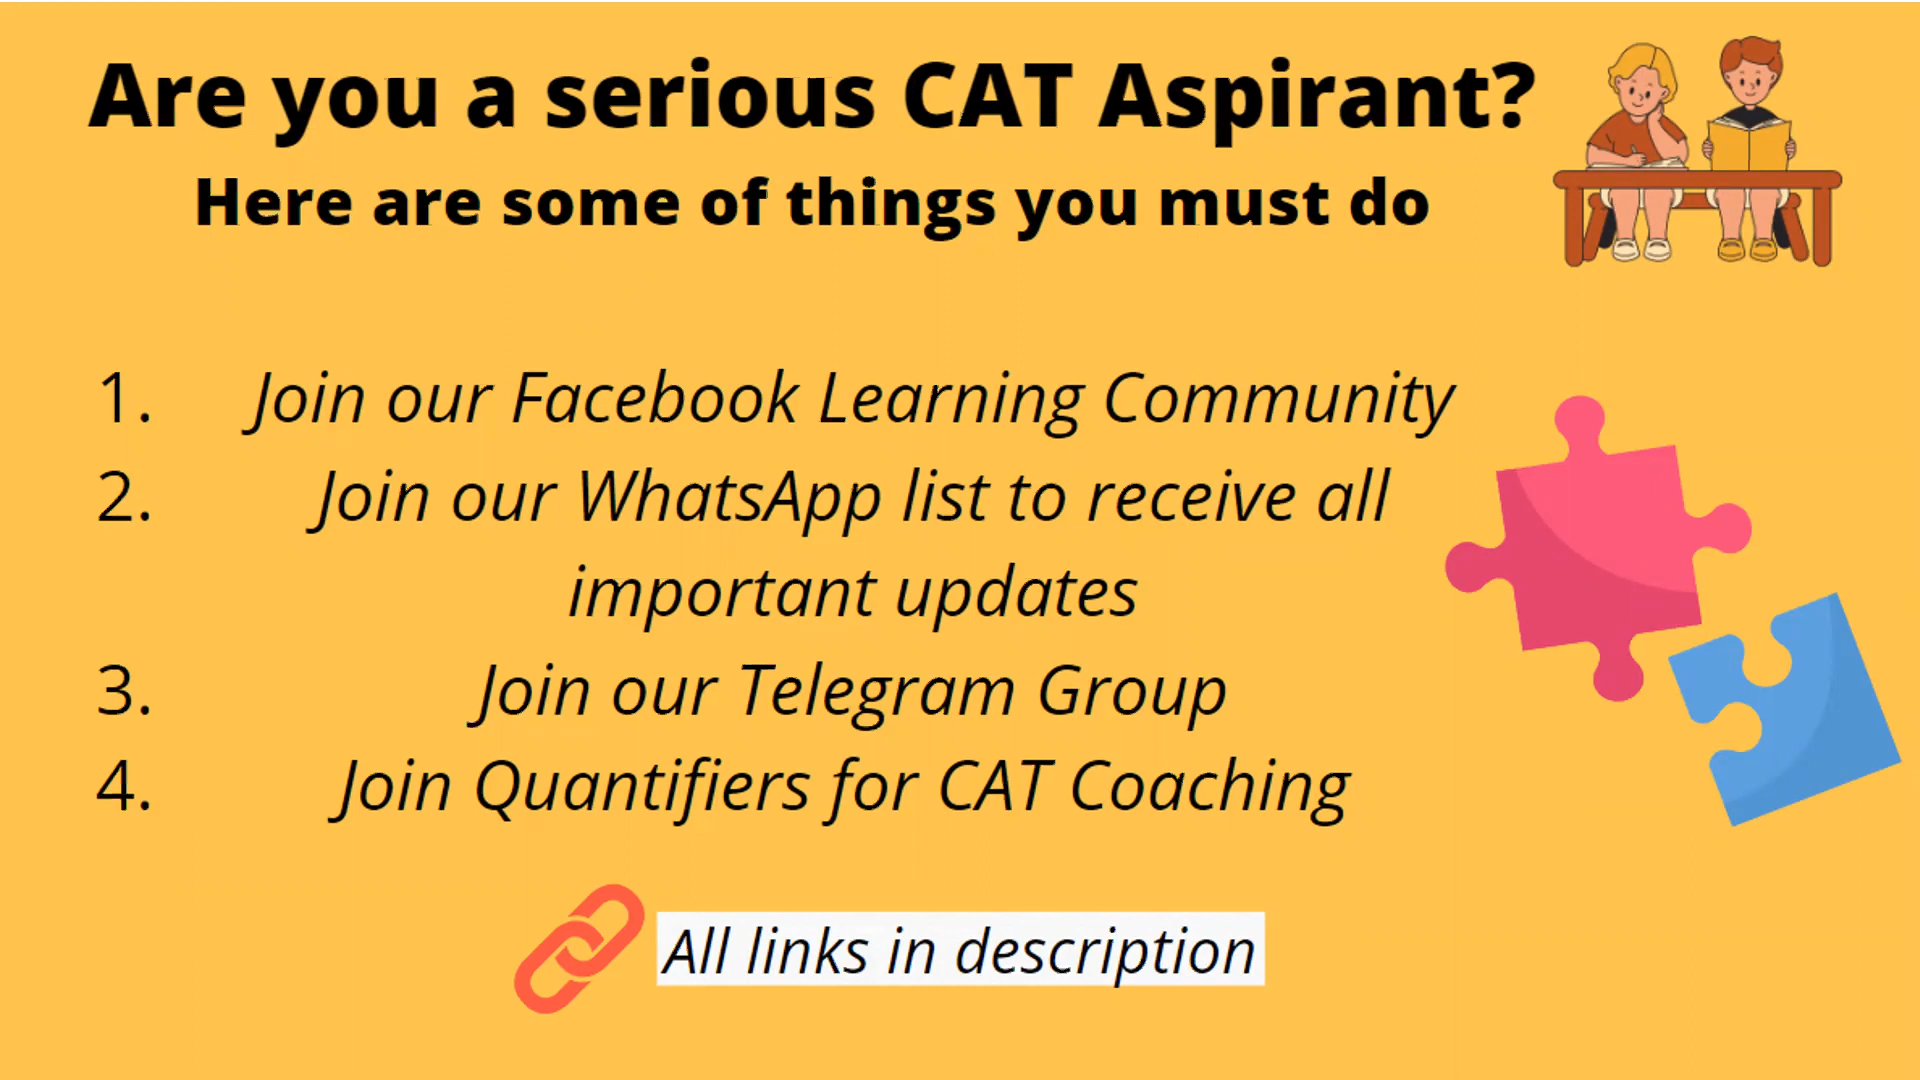 Are you a serious CAT Aspirant?
Here are some of things you must do
1. Join our Facebook Learning Community
2. Join our WhatsApp list to receive all
important updates
3. Join our Telegram Group
4. Join Quantifiers for CAT Coaching
All links in description